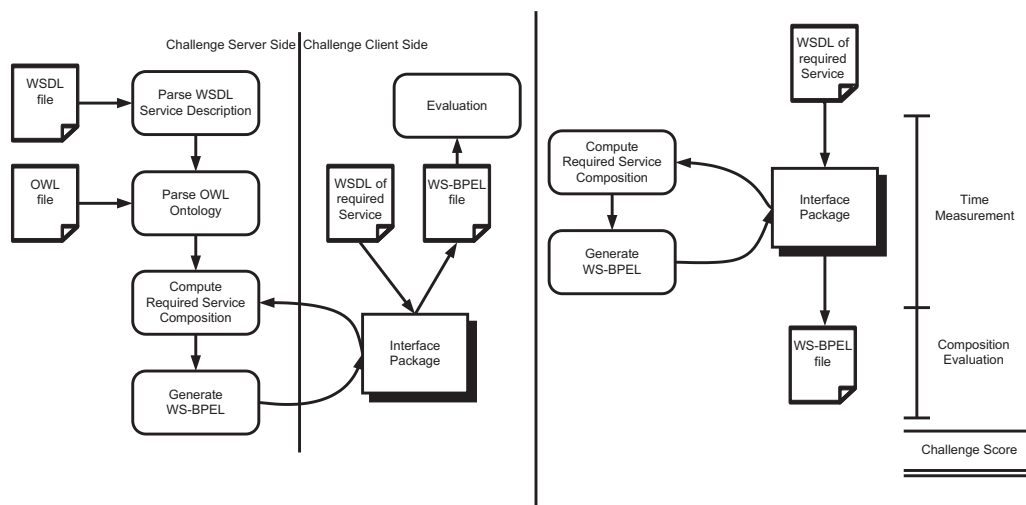 Challenge Server Side
Challenge Client Side
WSDL
file
Parse WSDL
Service Description
OWL
file
Parse OWL
Ontology
Compute
Required Service
Composition
Generate
WS-BPEL
Evaluation
WSDL of
required
Service
WS-BPEL
file
Interface
Package
WSDL of
required
Service
Compute
Required Service
Composition
Generate
WS-BPEL
Interface
Package
WS-BPEL
file
Time
Measurement
Composition
Evaluation
Challenge Score